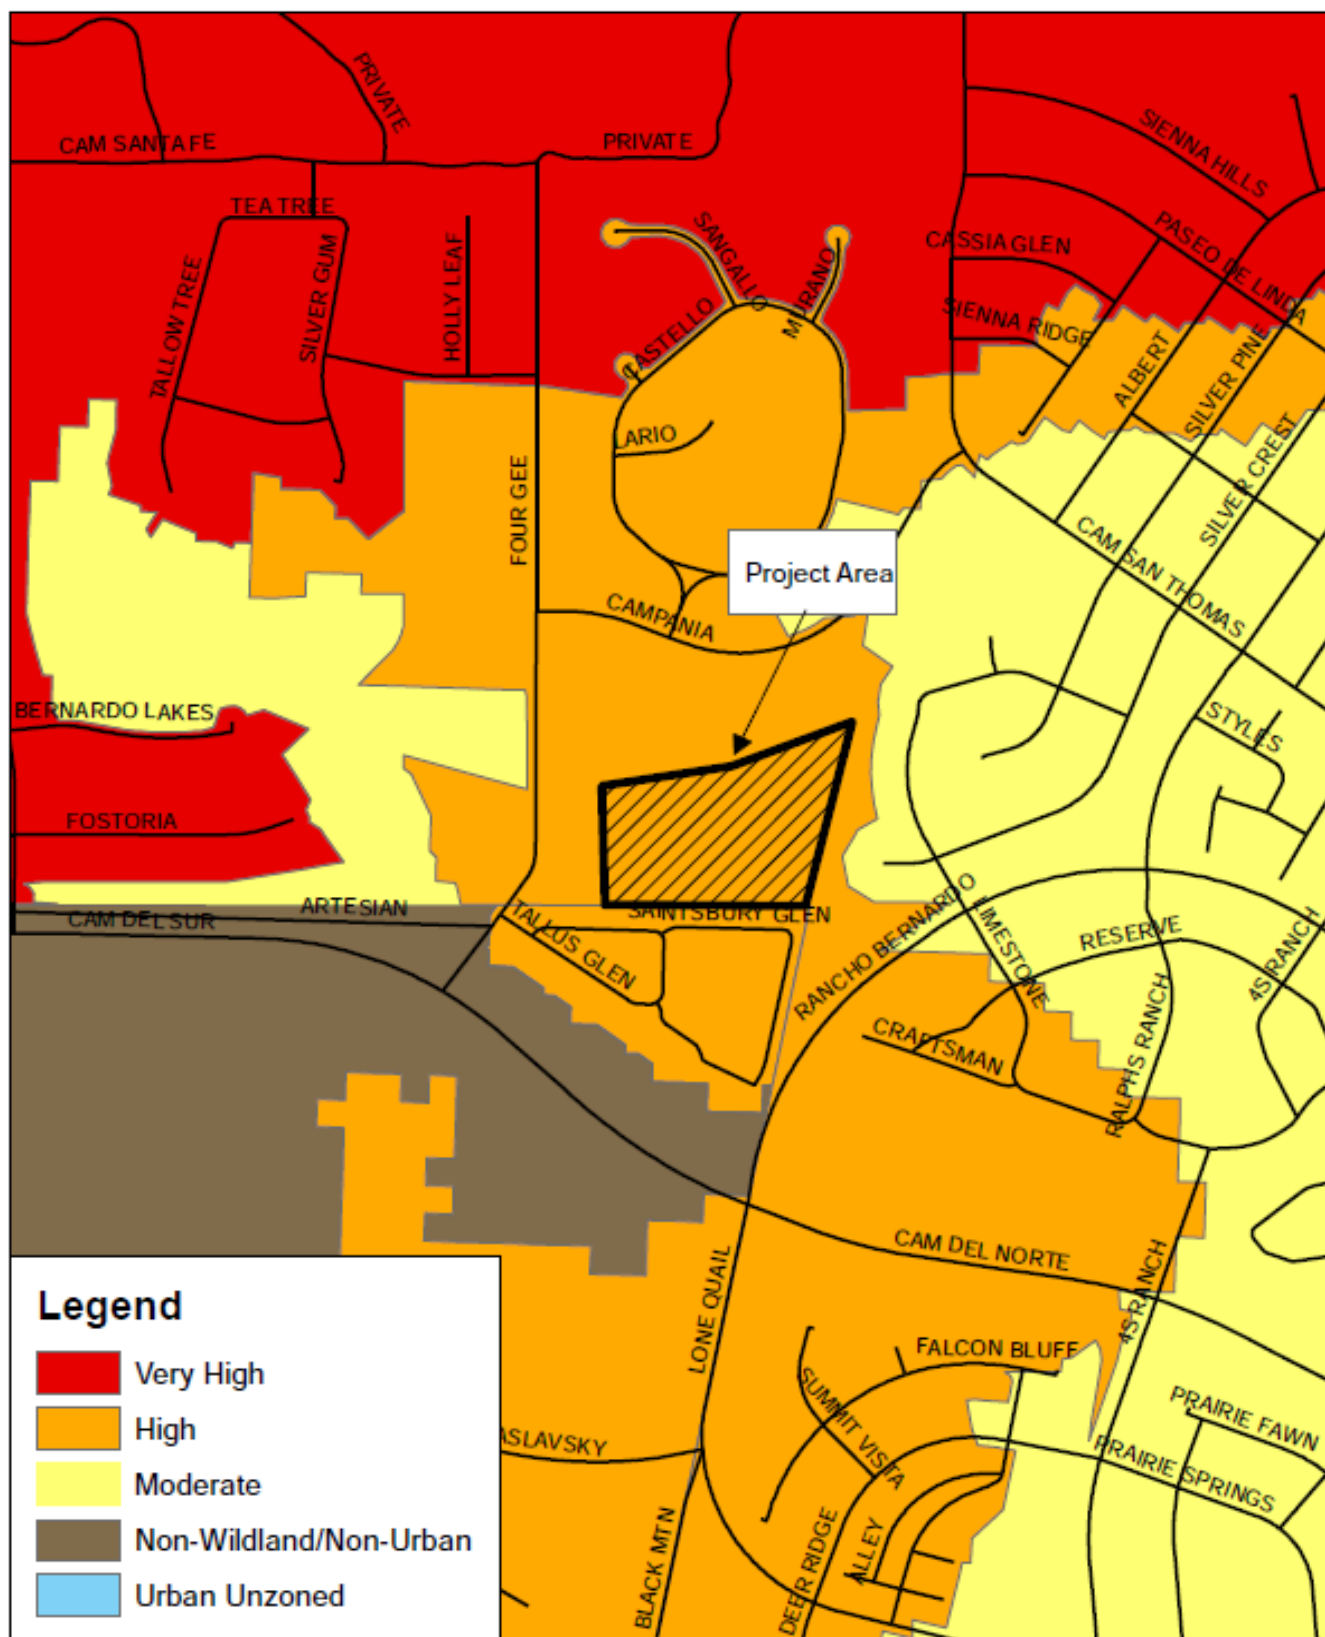 PRIVATE
SIENNA HILLS
CAM SANTA FE
PRIVATE
TEA TREE
SANGALLO
PASEO DE LINDA
CASSIA GLEN
HOLLY LEAF
SILVER GUM
MURANO
TALLOW TREE
CASTELLO
SIENNA RIDGE
ALBERT
SILVER PINE
LARIO
SILVER CREST
FOUR GEE
CAM SAN THOMAS
Project Area
CAMPANIA
BERNARDO LAKES
STYLES
FOSTORIA
ARTESIAN
CAM DEL SUR
SAINTSBURY GLEN
TALLUS GLEN
RANCHO BERNARDO
LIMESTONE
RESERVE
4S RANCH
CRAFTSMAN
RALPHS RANCH
CAM DEL NORTE
4S RANCH
LONE QUAIL
FALCON BLUFF
SUMMIT VISTA
PRAIRIE FAWN
ASLAVSKY
PRAIRIE SPRINGS
BLACK MTN
DEER RIDGE
ALLEY
Legend
Very High
High
Moderate
Non-Wildland/Non-Urban
Urban Unzoned